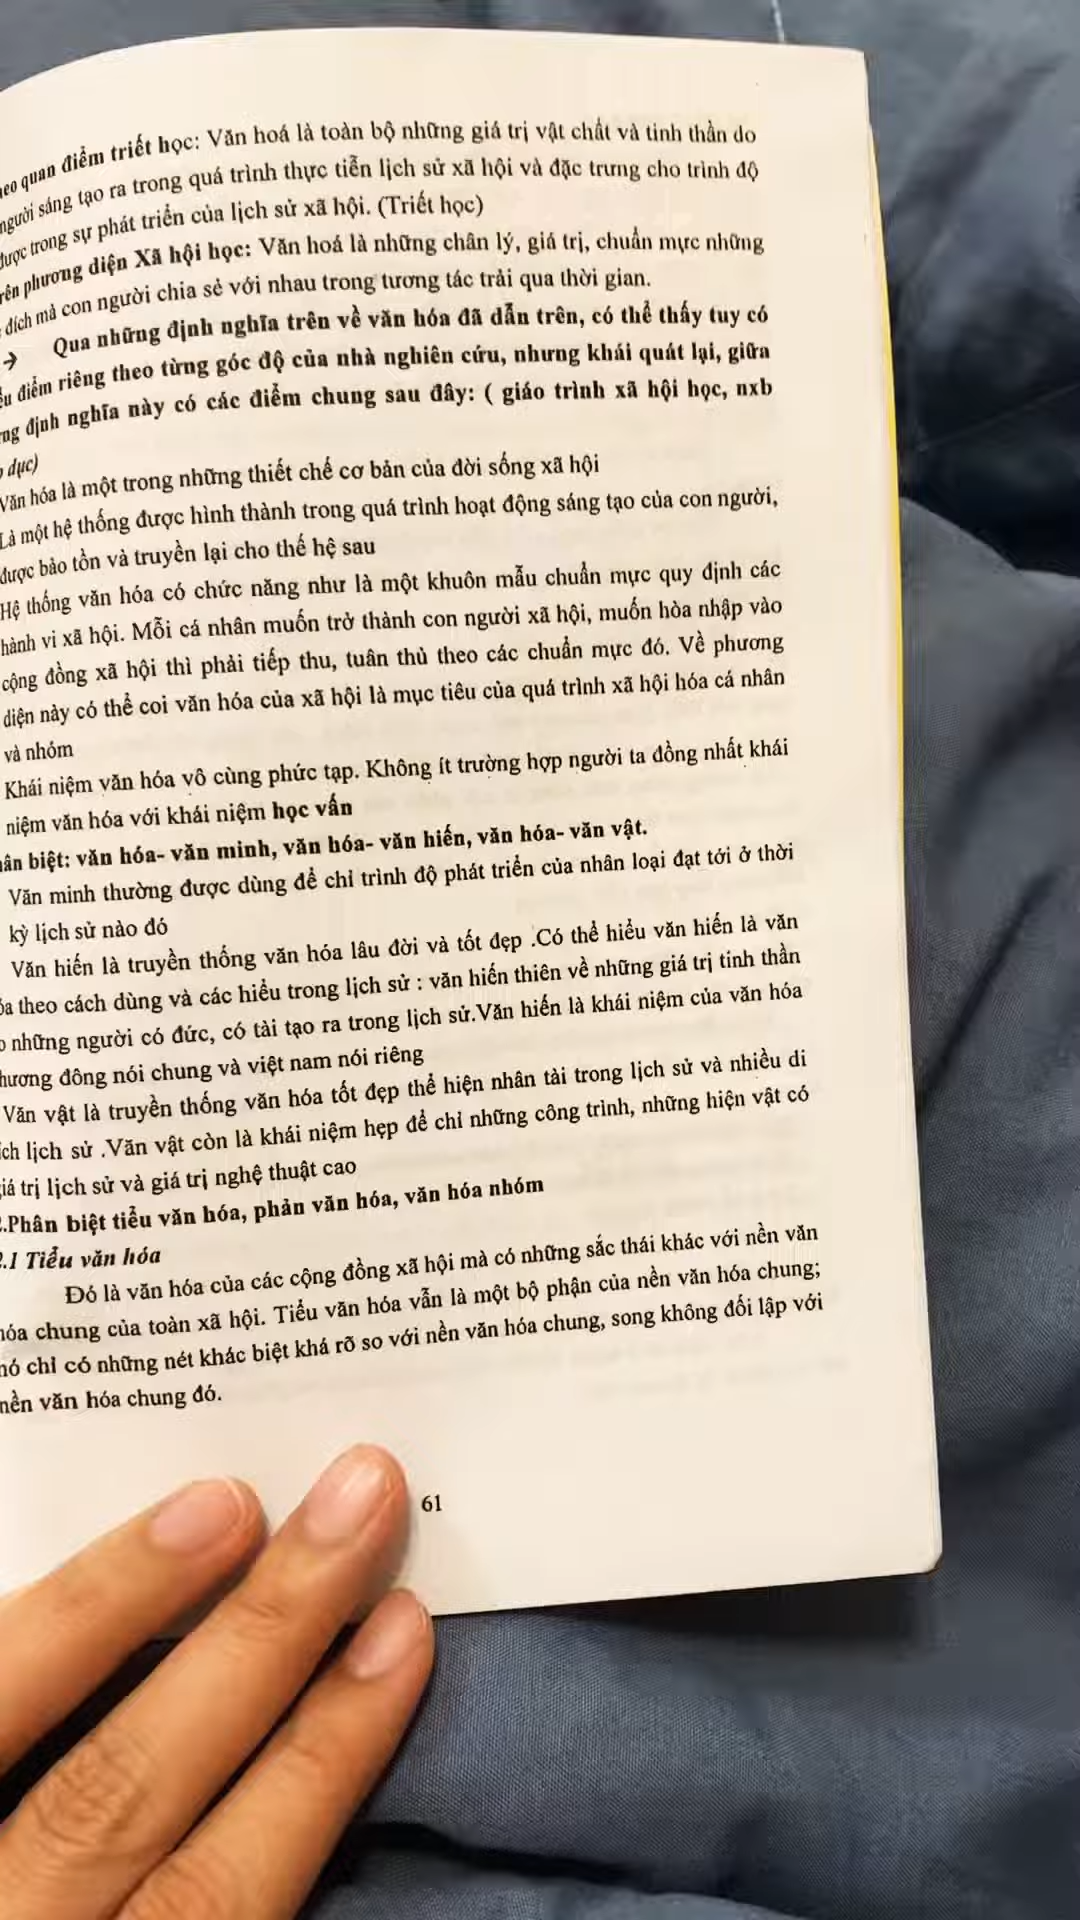 quan điểm triết học: Văn hoá là toàn bộ những giá trị vật chất và tinh thần do
người sáng tạo ra trong quá trình thực tiễn lịch sử xã hội và đặc trưng cho trình độ
được trong sự phát triển của lịch sử xã hội. (Triết học)
phương diện Xã hội học: Văn hoá là những chân lý, giá trị, chuẩn mực những
đích mà con người chia sẻ với nhau trong tương tác trải qua thời gian.
→ Qua những định nghĩa trên về văn hóa đã dẫn trên, có thể thấy tuy có
điểm riêng theo từng góc độ của nhà nghiên cứu, nhưng khái quát lại, giữa
định nghĩa này có các điểm chung sau đây: ( giáo trình xã hội học, nxb
dục)
Văn hóa là một trong những thiết chế cơ bản của đời sống xã hội
Là một hệ thống được hình thành trong quá trình hoạt động sáng tạo của con người,
được bảo tồn và truyền lại cho thế hệ sau
Hệ thống văn hóa có chức năng như là một khuôn mẫu chuẩn mực quy định các
hành vi xã hội. Mỗi cá nhân muốn trở thành con người xã hội, muốn hòa nhập vào
cộng đồng xã hội thì phải tiếp thu, tuân thủ theo các chuẩn mực đó. Về phương
diện này có thể coi văn hóa của xã hội là mục tiêu của quá trình xã hội hóa cá nhân
và nhóm
Khái niệm văn hóa vô cùng phức tạp. Không ít trường hợp người ta đồng nhất khái
niệm văn hóa với khái niệm học vấn
biệt: văn hóa- văn minh, văn hóa- văn hiến, văn hóa- văn vật.
Văn minh thường được dùng để chỉ trình độ phát triển của nhân loại đạt tới ở thời
kỳ lịch sử nào đó
Văn hiến là truyền thống văn hóa lâu đời và tốt đẹp .Có thể hiểu văn hiến là văn
theo cách dùng và các hiểu trong lịch sử : văn hiến thiên về những giá trị tinh thần
những người có đức, có tài tạo ra trong lịch sử.Văn hiến là khái niệm của văn hóa
đông nói chung và việt nam nói riêng
Văn vật là truyền thống văn hóa tốt đẹp thể hiện nhân tài trong lịch sử và nhiều di
lịch sử .Văn vật còn là khái niệm hẹp để chỉ những công trình, những hiện vật có
giá trị lịch sử và giá trị nghệ thuật cao
2.Phân biệt tiểu văn hóa, phản văn hóa, văn hóa nhóm
2.1 Tiểu văn hóa
Đó là văn hóa của các cộng đồng xã hội mà có những sắc thái khác với nền văn
hóa chung của toàn xã hội. Tiểu văn hóa vẫn là một bộ phận của nền văn hóa chung;
nó chỉ có những nét khác biệt khá rõ so với nền văn hóa chung, song không đối lập với
nền văn hóa chung đó.
61